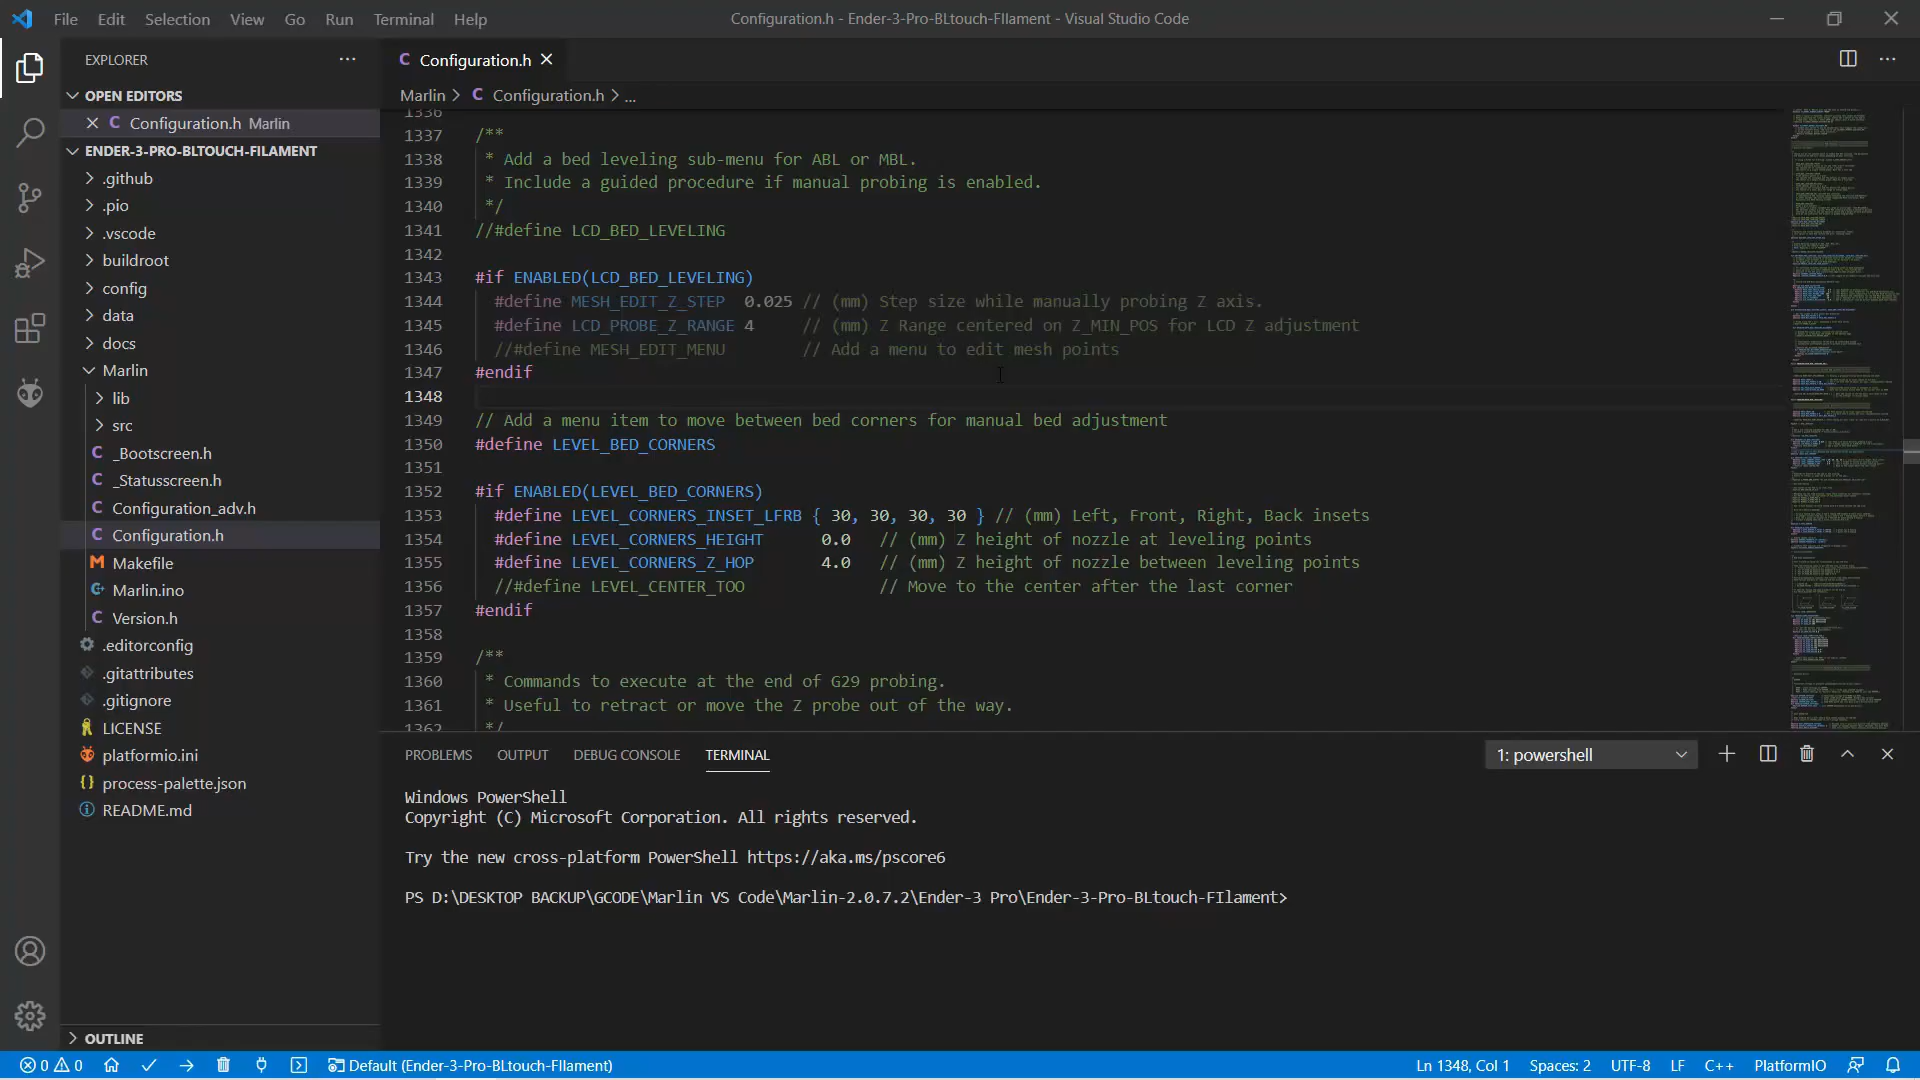 File Edit Selection View Go Run Terminal Help
Configuration.h - Ender-3-Pro-BLtouch-FIlament - Visual Studio Code
EXPLORER
OPEN EDITORS
Configuration.h Marlin
ENDER-3-PRO-BLTOUCH-FILAMENT
.github
.pio
.vscode
buildroot
config
data
docs
Marlin
lib
src
C _Bootscreen.h
C _Statusscreen.h
C Configuration_adv.h
C Configuration.h
M Makefile
Marlin.ino
C Version.h
.editorconfig
.gitattributes
.gitignore
LICENSE
platformio.ini
process-palette.json
README.md
OUTLINE
C Configuration.h
Marlin > C Configuration.h > ...
1336
1337 /**
1338 * Add a bed leveling sub-menu for ABL or MBL.
1339 * Include a guided procedure if manual probing is enabled.
1340 */
1341 //#define LCD_BED_LEVELING
1342
1343 #if ENABLED(LCD_BED_LEVELING)
1344 #define MESH_EDIT_Z_STEP 0.025 // (mm) Step size while manually probing Z axis.
1345 #define LCD_PROBE_Z_RANGE 4 // (mm) Z Range centered on Z_MIN_POS for LCD Z adjustment
1346 //#define MESH_EDIT_MENU // Add a menu to edit mesh points
1347 #endif
1348
1349 // Add a menu item to move between bed corners for manual bed adjustment
1350 #define LEVEL_BED_CORNERS
1351
1352 #if ENABLED(LEVEL_BED_CORNERS)
1353 #define LEVEL_CORNERS_INSET_LFRB { 30, 30, 30, 30 } // (mm) Left, Front, Right, Back insets
1354 #define LEVEL_CORNERS_HEIGHT 0.0 // (mm) Z height of nozzle at leveling points
1355 #define LEVEL_CORNERS_Z_HOP 4.0 // (mm) Z height of nozzle between leveling points
1356 //#define LEVEL_CENTER_TOO // Move to the center after the last corner
1357 #endif
1358
1359 /**
1360 * Commands to execute at the end of G29 probing.
1361 * Useful to retract or move the Z probe out of the way.
1362 */
PROBLEMS OUTPUT DEBUG CONSOLE TERMINAL
1: powershell
Windows PowerShell
Copyright (C) Microsoft Corporation. All rights reserved.
Try the new cross-platform PowerShell https://aka.ms/pscore6
PS D:\DESKTOP BACKUP\GCODE\Marlin VS Code\Marlin-2.0.7.2\Ender-3 Pro\Ender-3-Pro-BLtouch-FIlament>
0 0 Default (Ender-3-Pro-BLtouch-FIlament)
Ln 1348, Col 1 Spaces: 2 UTF-8 LF C++ PlatformIO